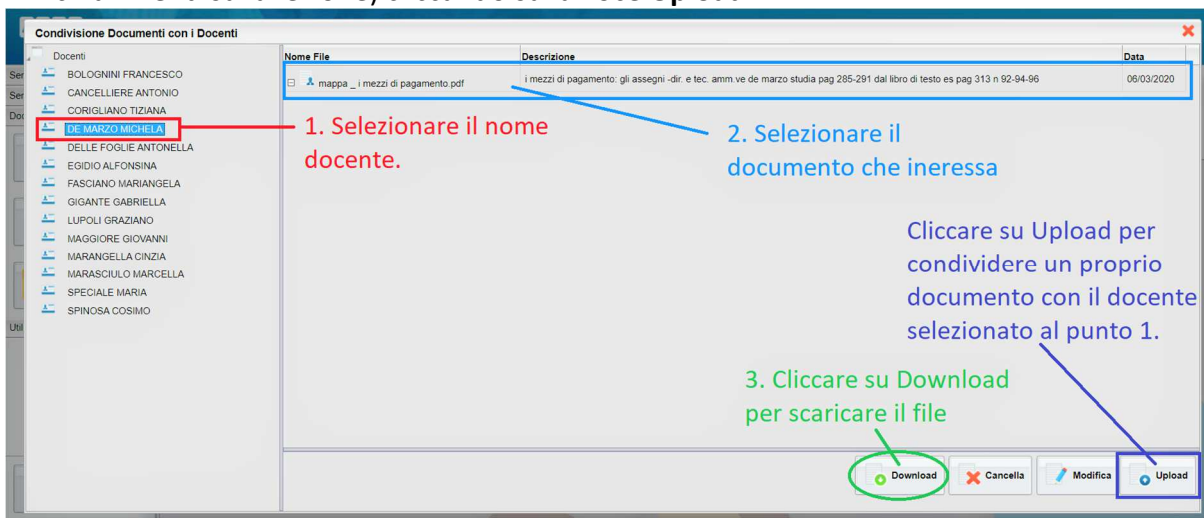 Condivisione Documenti con i Docenti
Docenti
BOLOGNINI FRANCESCO
CANCELLIERE ANTONIO
CORIGLIANO TIZIANA
DE MARZO MICHELA
DELLE FOGLIE ANTONELLA
EGIDIO ALFONSINA
FASCIANO MARIANGELA
GIGANTE GABRIELLA
LUPOLI GRAZIANO
MAGGIORE GIOVANNI
MARANGELLA CINZIA
MARASCIULO MARCELLA
SPECIALE MARIA
SPINOSA COSIMO
Nome File Descrizione Data
mappa _ i mezzi di pagamento.pdf i mezzi di pagamento: gli assegni -dir. e tec. amm.ve de marzo studia pag 285-291 dal libro di testo es pag 313 n 92-94-96 06/03/2020
1. Selezionare il nome
docente.
2. Selezionare il
documento che ineressa
Cliccare su Upload per
condividere un proprio
documento con il docente
selezionato al punto 1.
3. Cliccare su Download
per scaricare il file
Download Cancella Modifica Upload